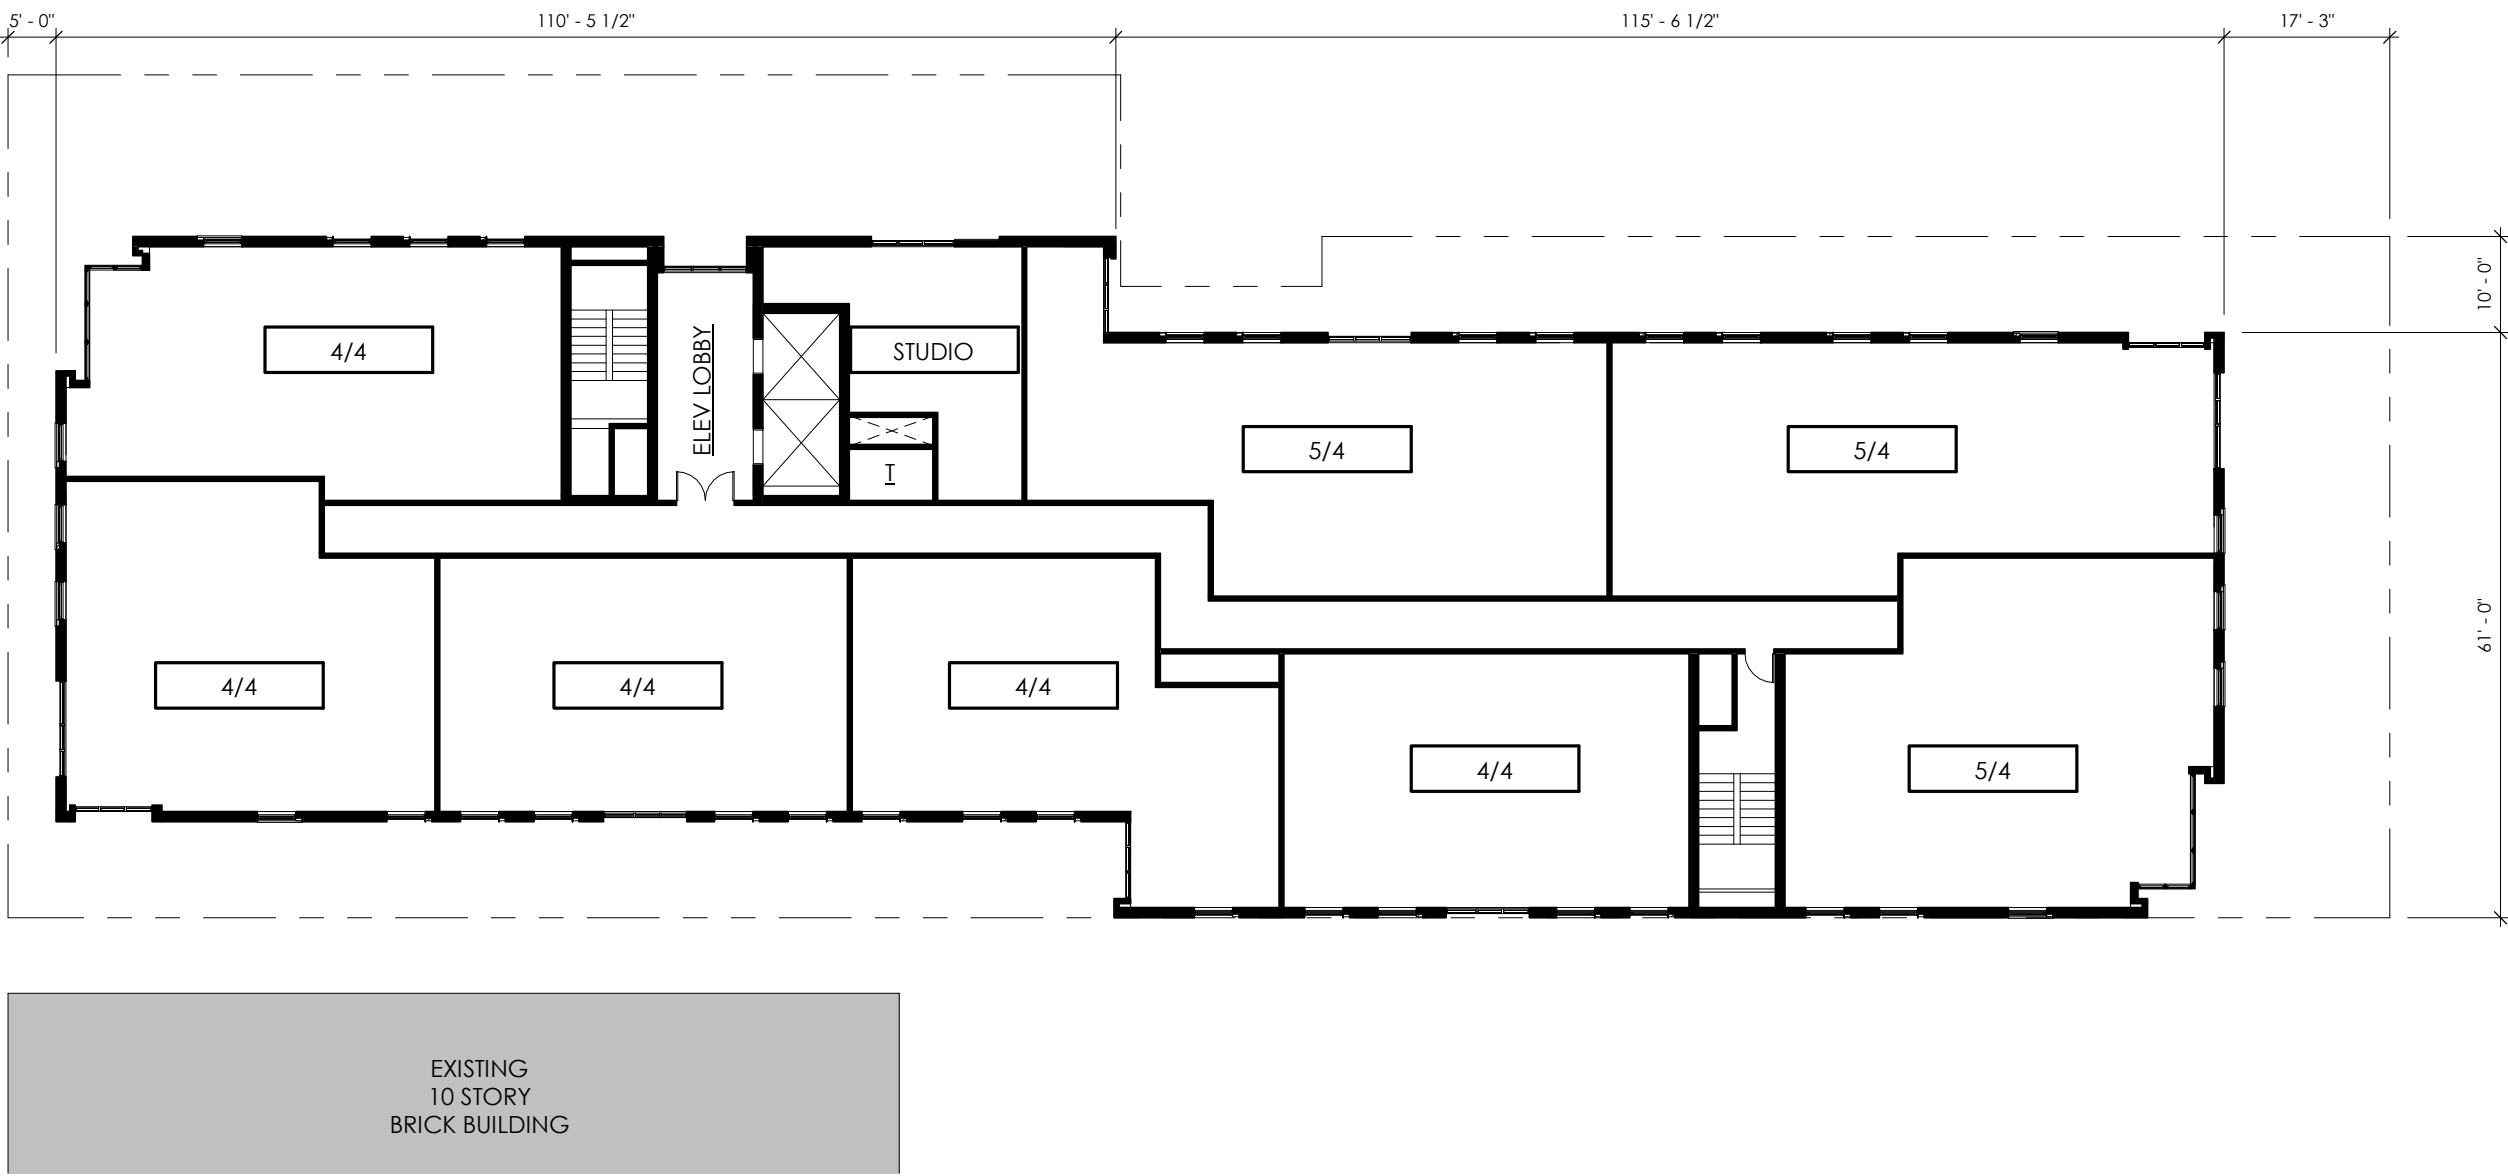 5' - 0"
110' - 5 1/2"
115' - 6 1/2"
17' - 3"
10' - 0"
61' - 0"
4/4
ELEV LOBBY
STUDIO
T
5/4
5/4
4/4
4/4
4/4
4/4
5/4
EXISTING
10 STORY
BRICK BUILDING